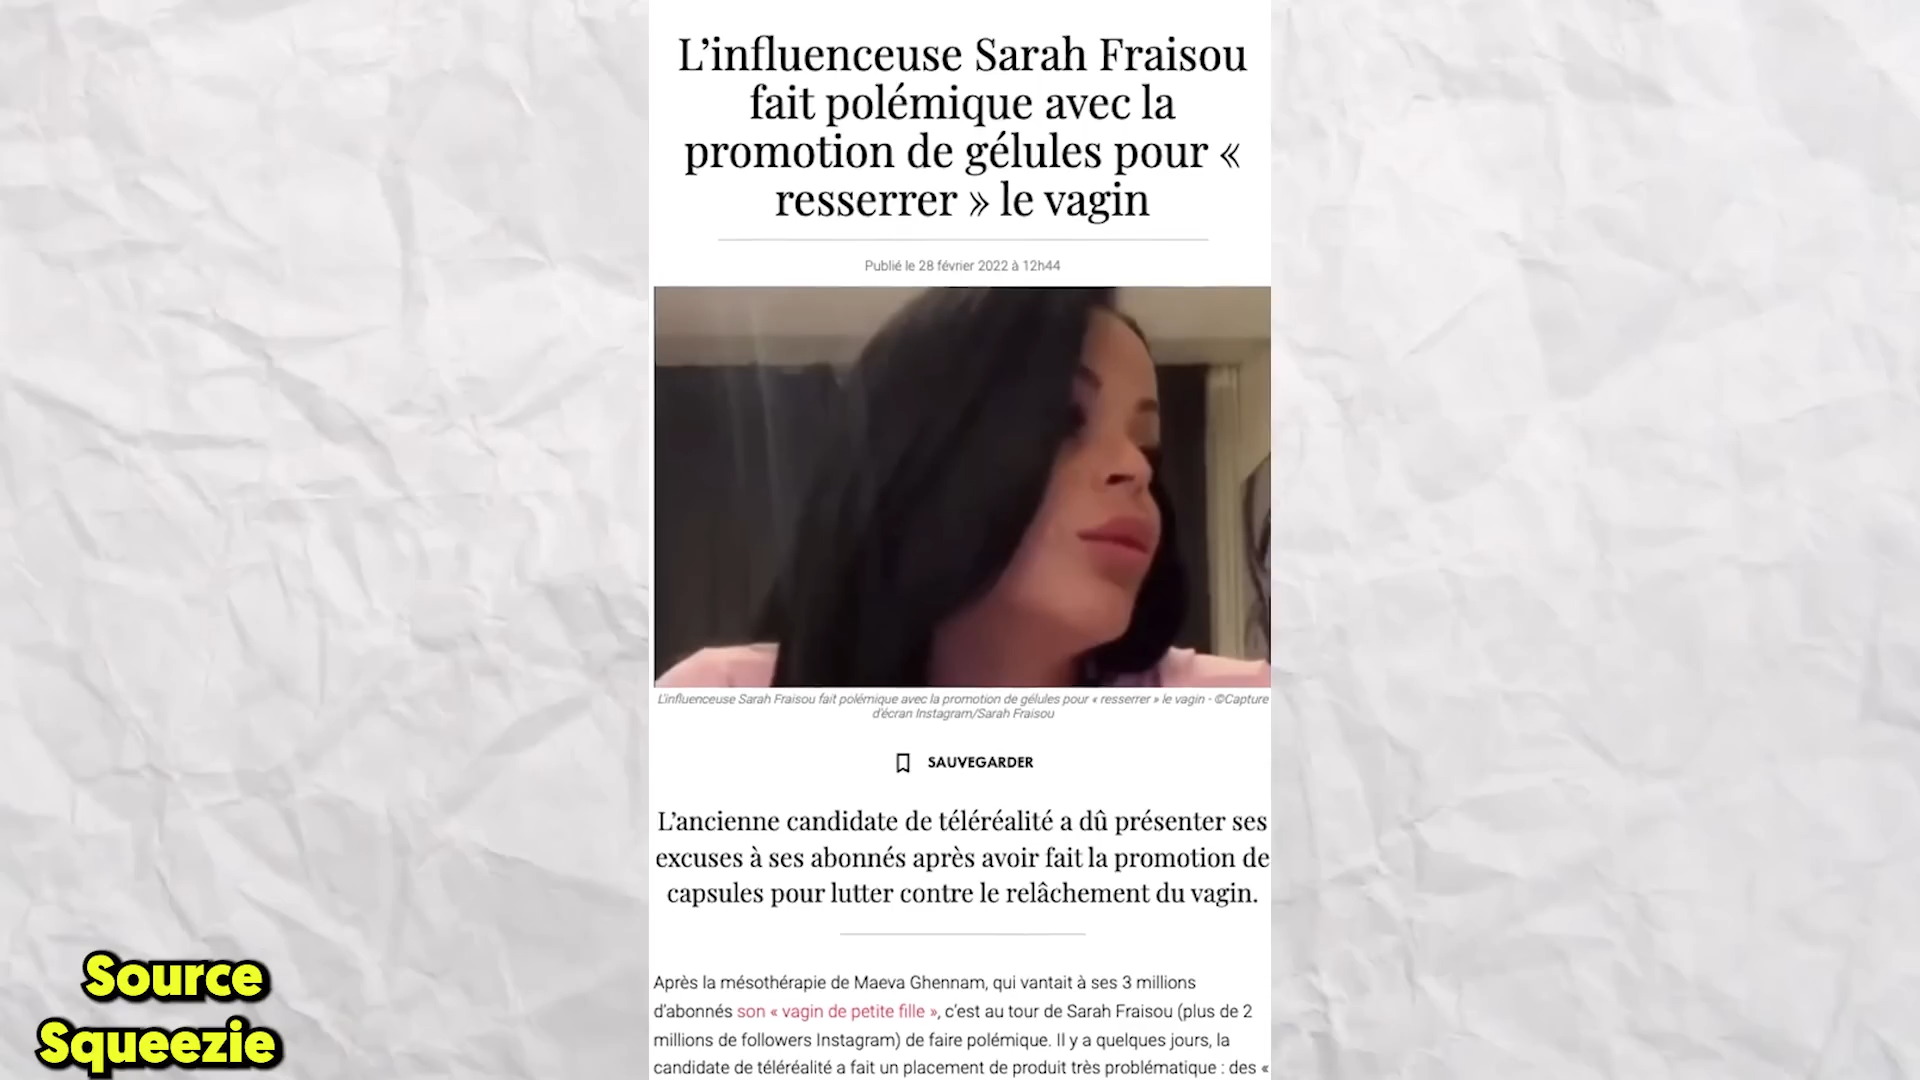 L’influenceuse Sarah Fraisou
fait polémique avec la
promotion de gélules pour «
resserrer » le vagin
Publié le 28 février 2022 à 12h44
L'influenceuse Sarah Fraisou fait polémique avec la promotion de gélules pour « resserrer » le vagin - ©Capture
d'écran Instagram/Sarah Fraisou
SAUVEGARDER
L’ancienne candidate de téléréalité a dû présenter ses
excuses à ses abonnés après avoir fait la promotion de
capsules pour lutter contre le relâchement du vagin.
Après la mésothérapie de Maeva Ghennam, qui vantait à ses 3 millions
d’abonnés son « vagin de petite fille », c’est au tour de Sarah Fraisou (plus de 2
millions de followers Instagram) de faire polémique. Il y a quelques jours, la
candidate de téléréalité a fait un placement de produit très problématique : des «
Source
Squeezie